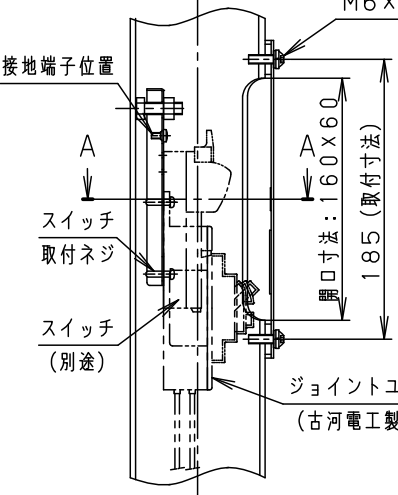 M6×
接地端子位置
A
A
スイッチ
取付ネジ
スイッチ
(別途)
開口寸法:160×60
185(取付寸法)
ジョイントユ
(古河電工製